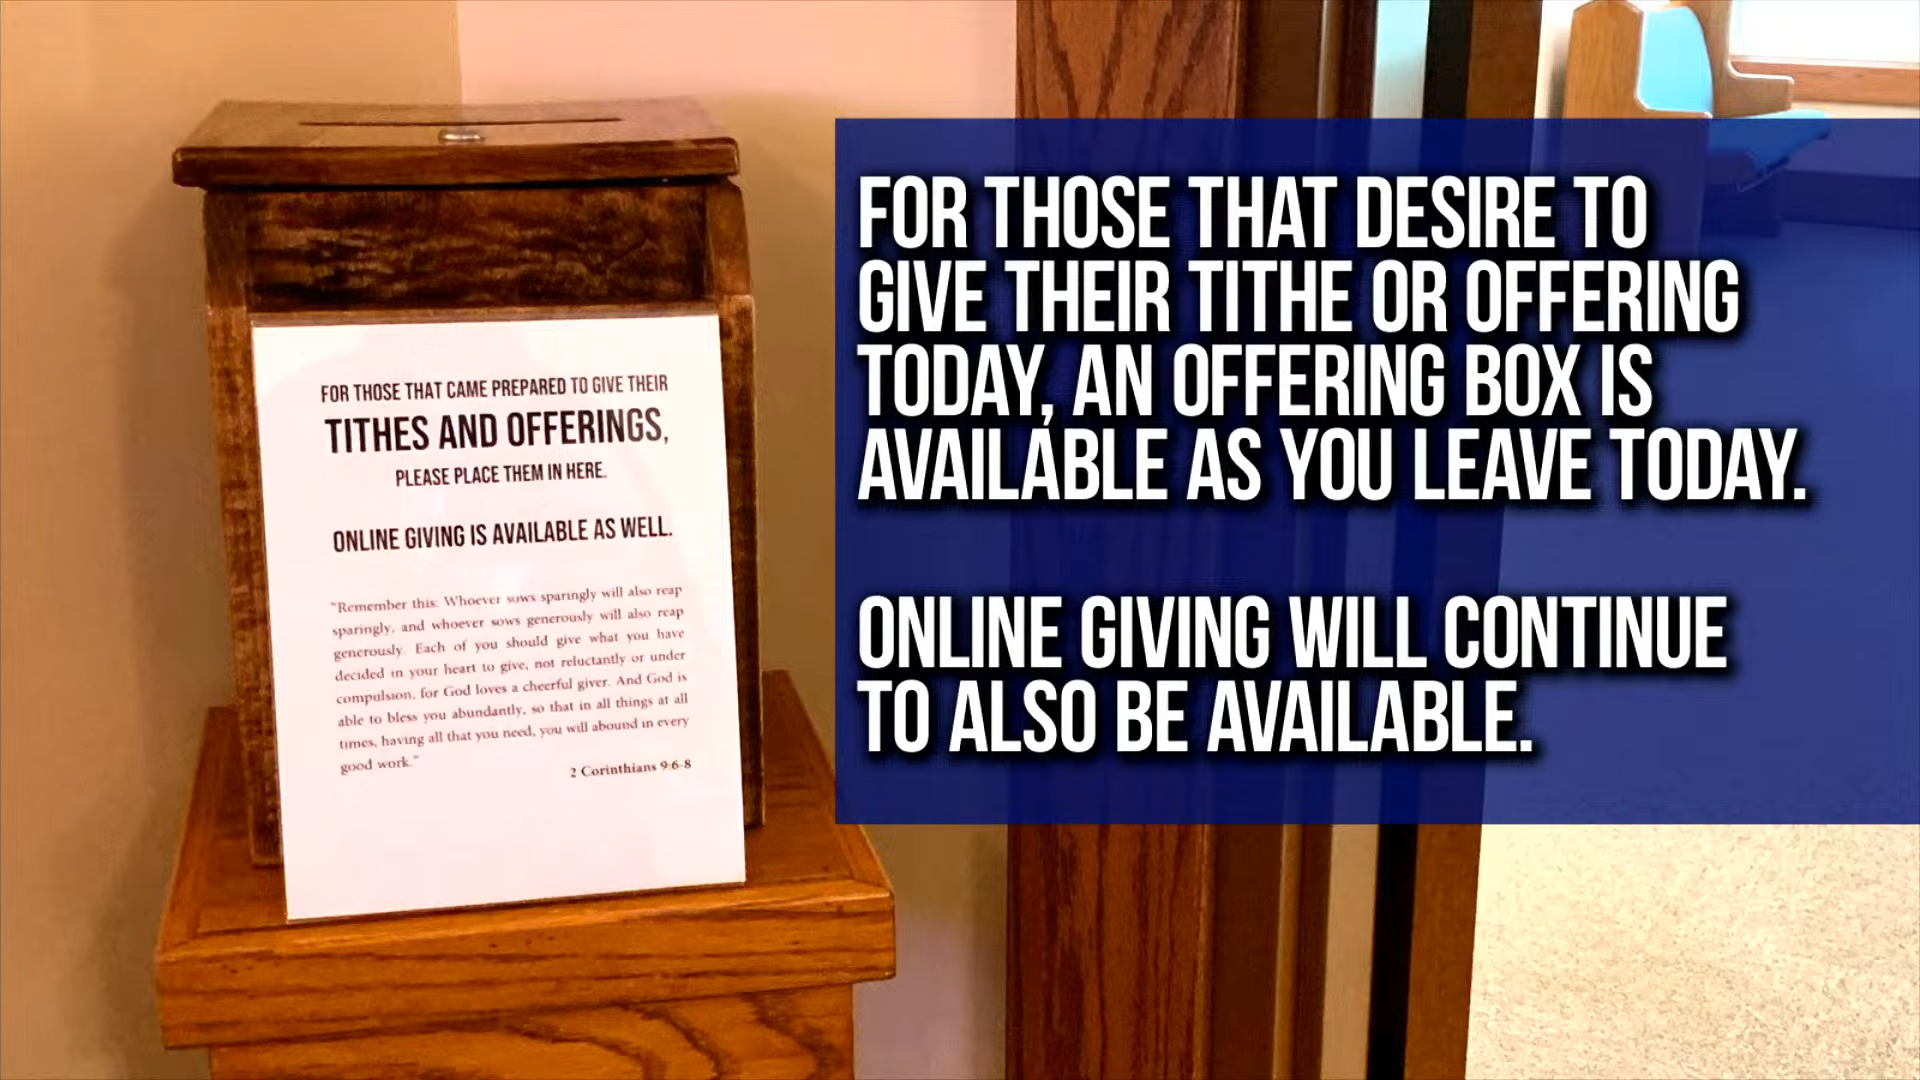 FOR THOSE THAT CAME PREPARED TO GIVE THEIR
TITHES AND OFFERINGS,
PLEASE PLACE THEM IN HERE.
ONLINE GIVING IS AVAILABLE AS WELL.
"Remember this: Whoever sows sparingly will also reap
sparingly, and whoever sows generously will also reap
generously. Each of you should give what you have
decided in your heart to give, not reluctantly or under
compulsion, for God loves a cheerful giver. And God is
able to bless you abundantly, so that in all things at all
times, having all that you need, you will abound in every
good work."
2 Corinthians 9:6-8
FOR THOSE THAT DESIRE TO
GIVE THEIR TITHE OR OFFERING
TODAY, AN OFFERING BOX IS
AVAILABLE AS YOU LEAVE TODAY.
ONLINE GIVING WILL CONTINUE
TO ALSO BE AVAILABLE.